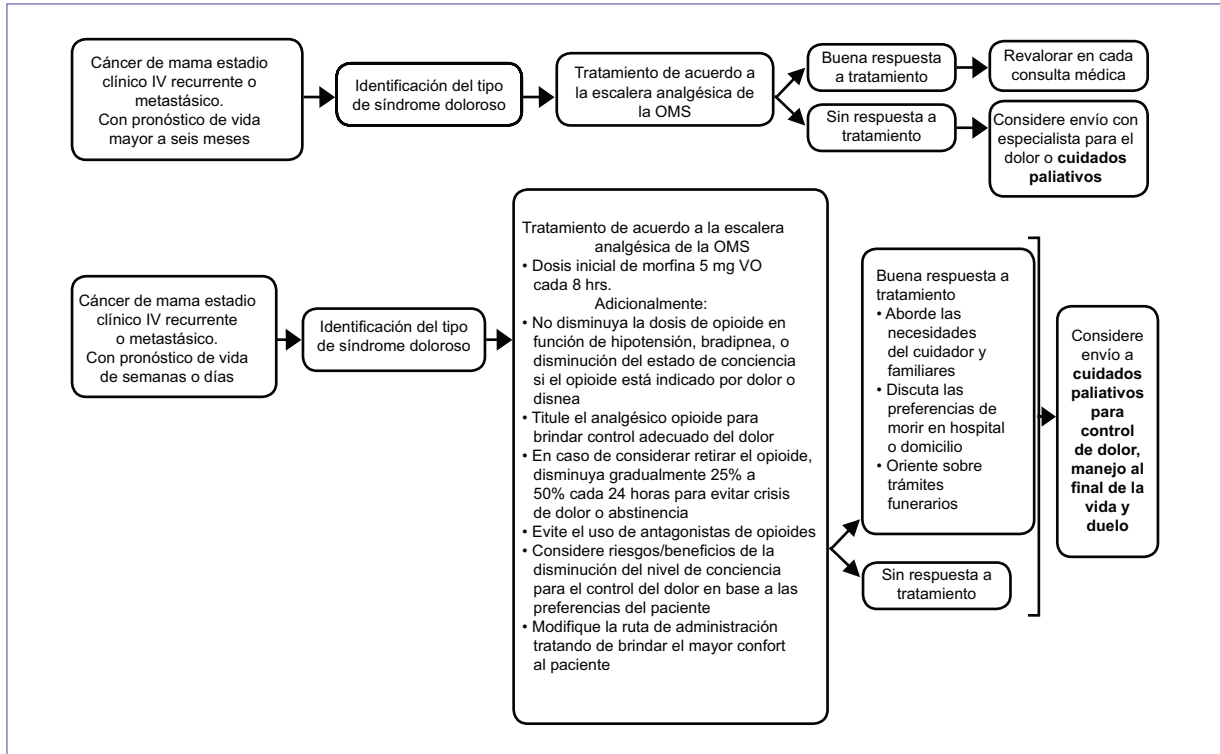 Cáncer de mama estadio
clínico IV recurrente o
metastásico.
Con pronóstico de vida
mayor a seis meses
Identificación del tipo
de síndrome doloroso
Tratamiento de acuerdo a
la escalera analgésica de
la OMS
Buena respuesta
a tratamiento
Revalorar en cada
consulta médica
Sin respuesta a
tratamiento
Considere envío con
especialista para el
dolor o cuidados
paliativos
Cáncer de mama estadio
clínico IV recurrente
o metastásico.
Con pronóstico de vida
de semanas o días
Identificación del tipo
de síndrome doloroso
Tratamiento de acuerdo a la escalera
analgésica de la OMS
• Dosis inicial de morfina 5 mg VO
cada 8 hrs.
Adicionalmente:
• No disminuya la dosis de opioide en
función de hipotensión, bradipnea, o
disminución del estado de conciencia
si el opioide está indicado por dolor o
disnea
• Titule el analgésico opioide para
brindar control adecuado del dolor
• En caso de considerar retirar el opioide,
disminuya gradualmente 25% a
50% cada 24 horas para evitar crisis
de dolor o abstinencia
• Evite el uso de antagonistas de opioides
• Considere riesgos/beneficios de la
disminución del nivel de conciencia
para el control del dolor en base a las
preferencias del paciente
• Modifique la ruta de administración
tratando de brindar el mayor confort
al paciente
Buena respuesta a
tratamiento
• Aborde las
necesidades
del cuidador y
familiares
• Discuta las
preferencias de
morir en hospital
o domicilio
• Oriente sobre
trámites
funerarios
Sin respuesta a
tratamiento
Considere
envío a
cuidados
paliativos
para
control
de dolor,
manejo al
final de la
vida y
duelo